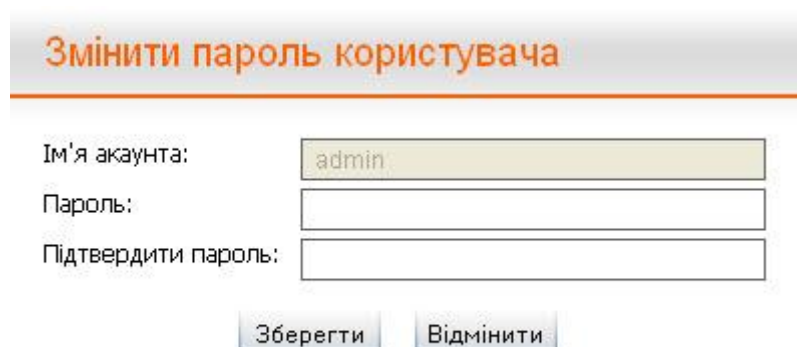 Змінити пароль користувача
Ім'я акаунта: admin
Пароль:
Підтвердити пароль:
Зберегти Відмінити